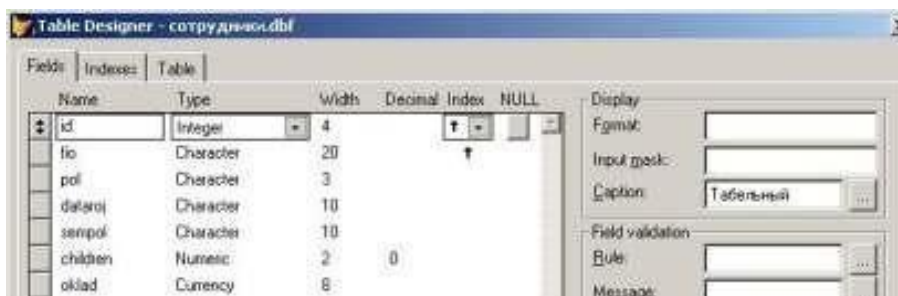 Table Designer - сотрудники.dbf
Fields Indexes Table
Name Type Width Decimal Index NULL
id Integer 4
fio Character 20
pol Character 3
dataroj Character 10
sempol Character 10
children Numeric 2 0
oklad Currency 8
Display
Format:
Input mask:
Caption: Табельный ...
Field validation
Rule: ...
Message: